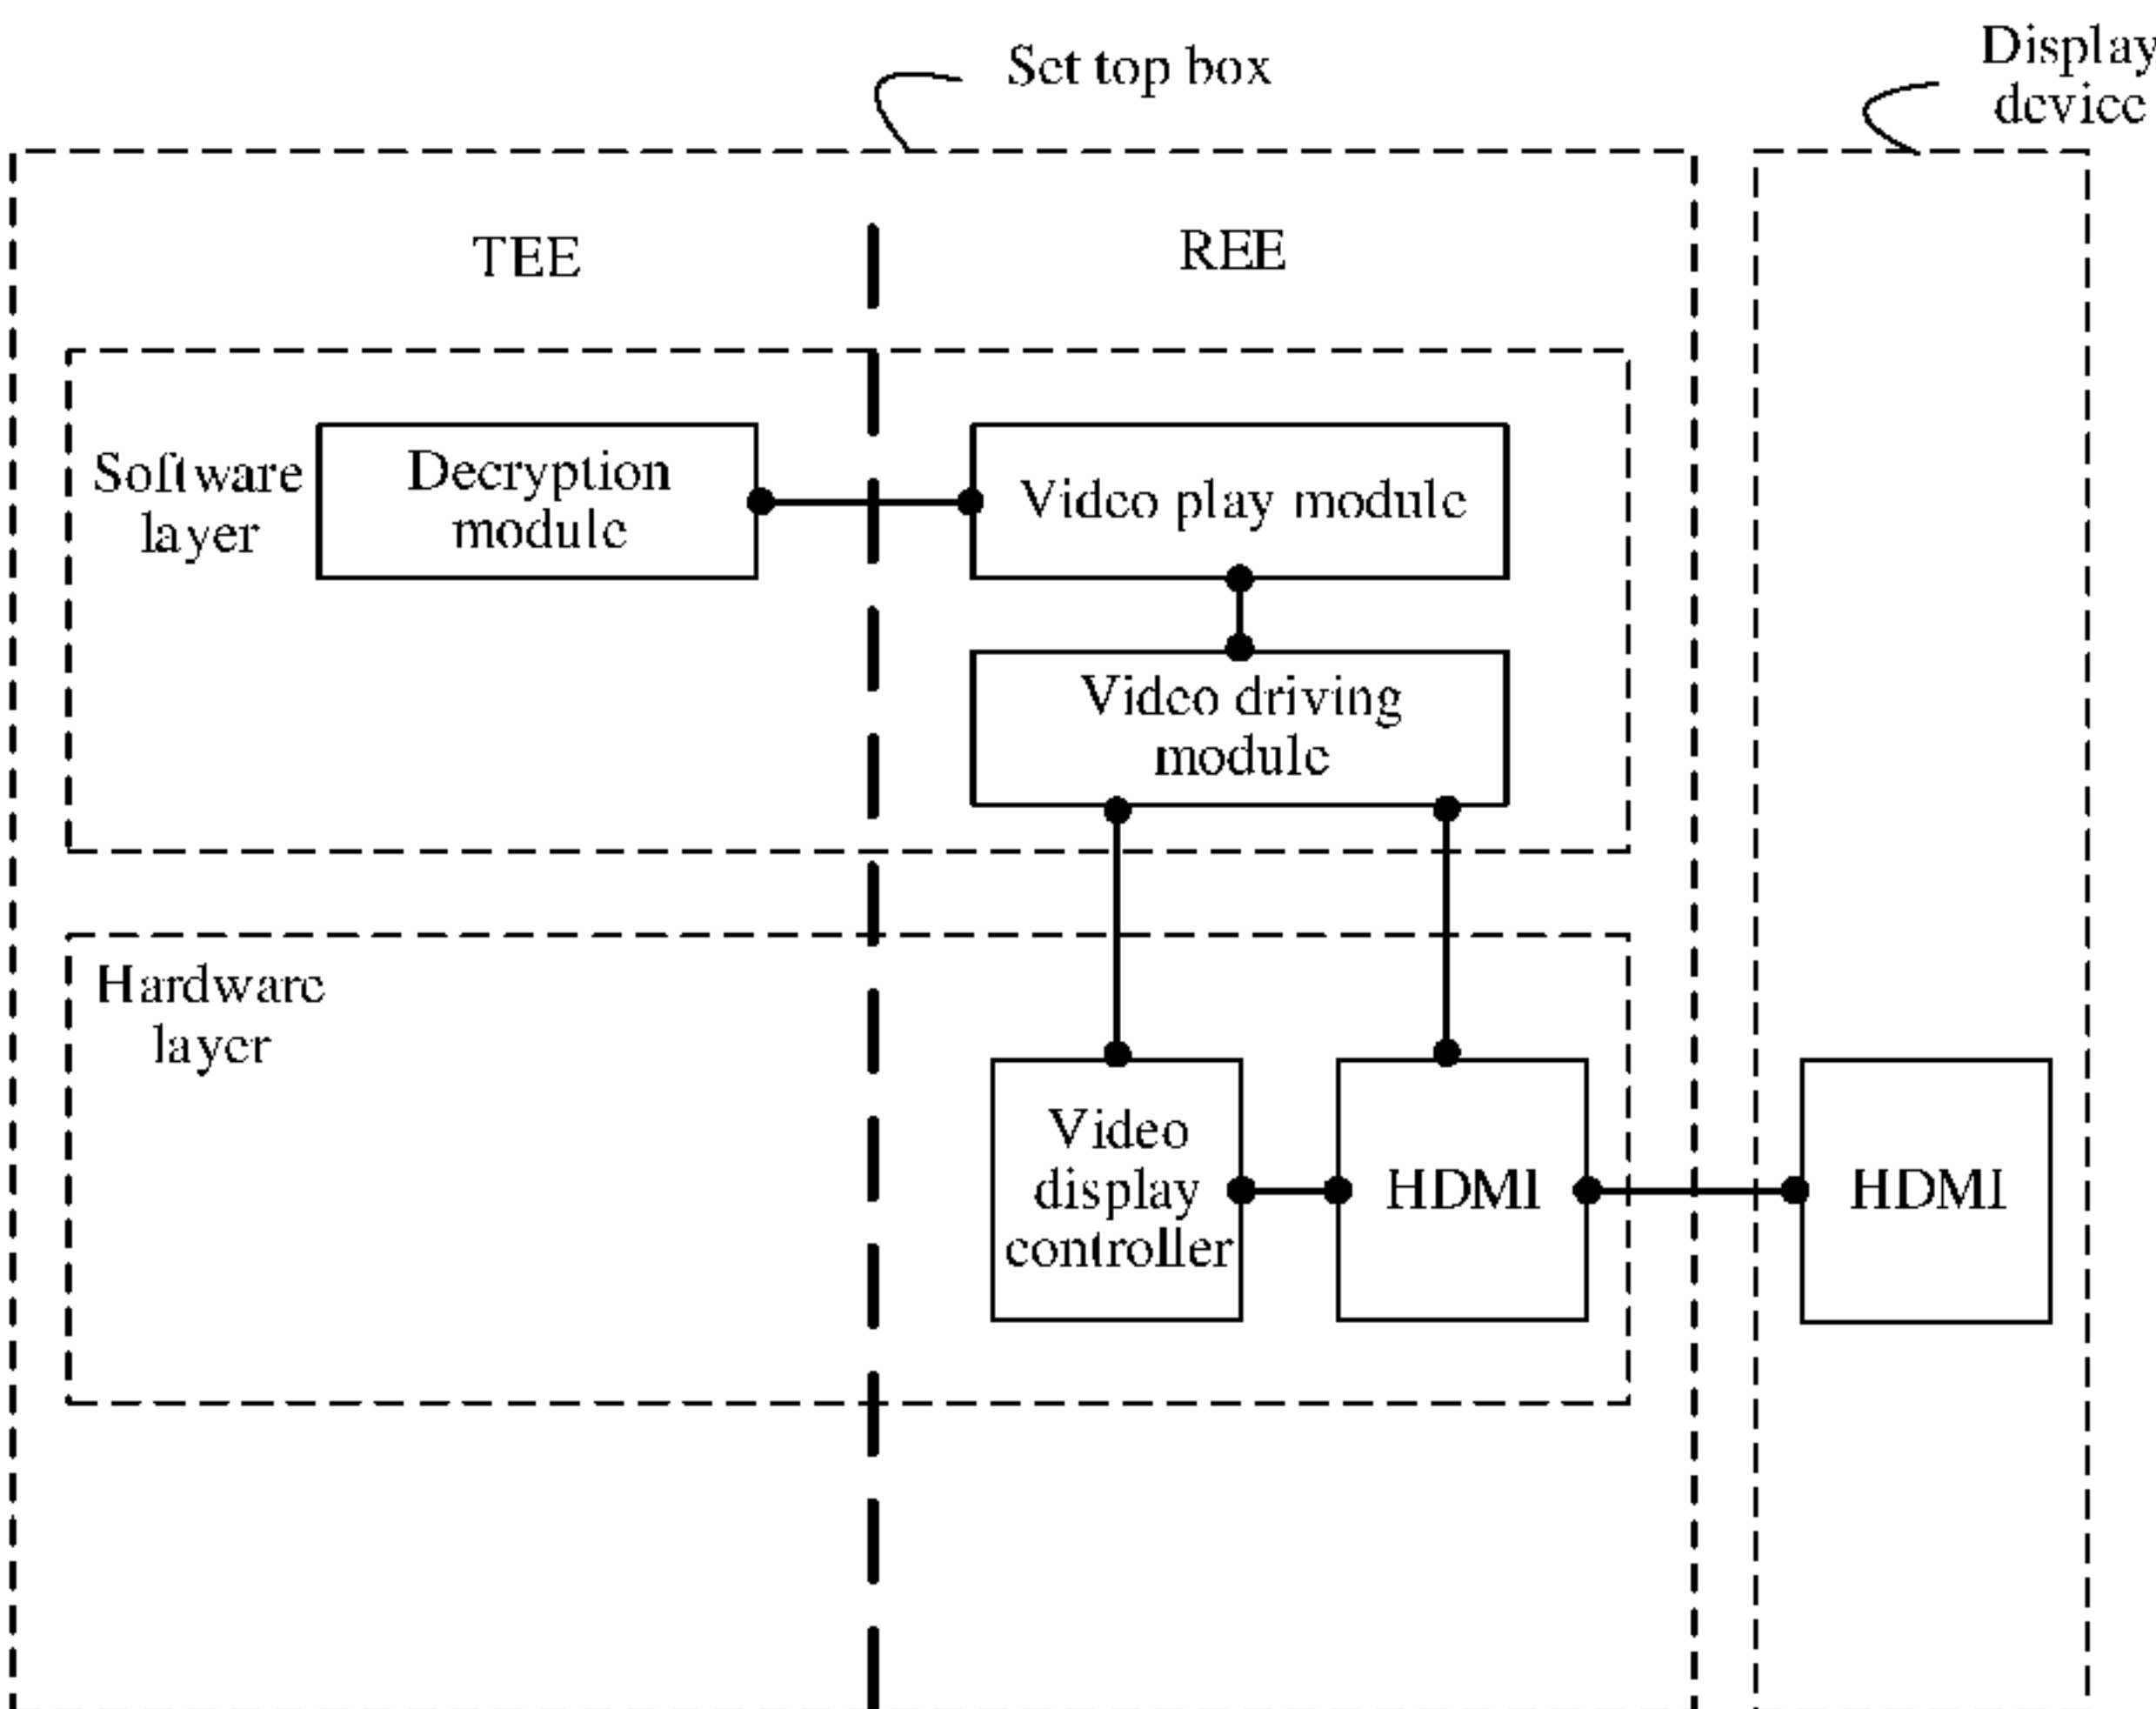 Set top box
Display
device
TEE
REE
Software
layer
Decryption
module
Video play module
Video driving
module
Hardware
layer
Video
display
controller
HDMI
HDMI